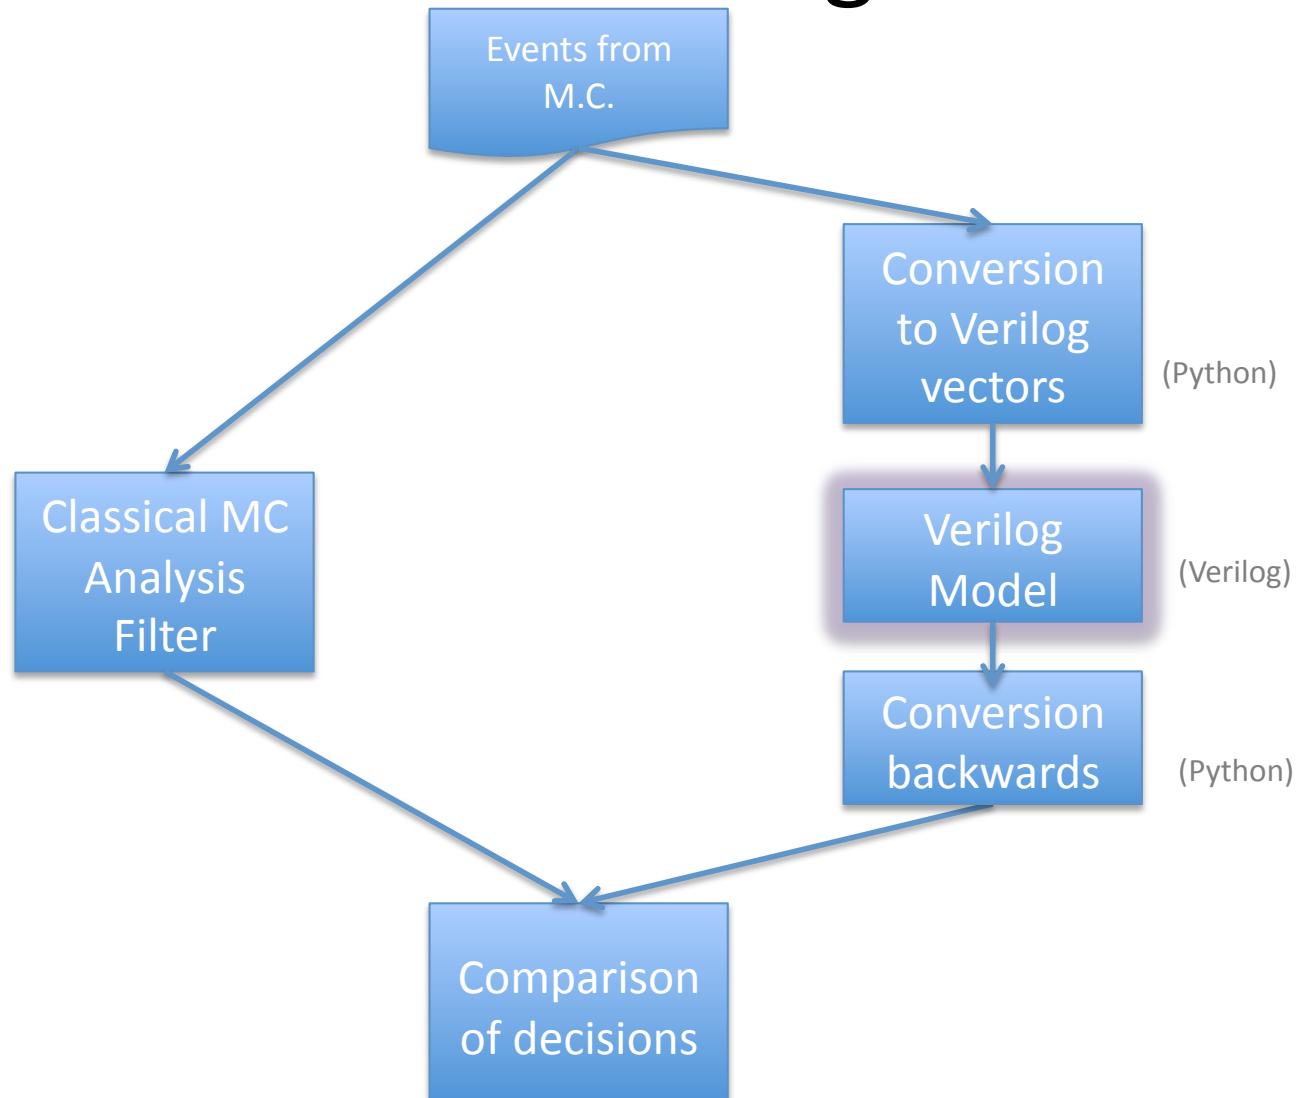 Events from
M.C.
Conversion
to Verilog
vectors
(Python)
Classical MC
Analysis
Filter
Verilog
Model
(Verilog)
Conversion
backwards
(Python)
Comparison
of decisions